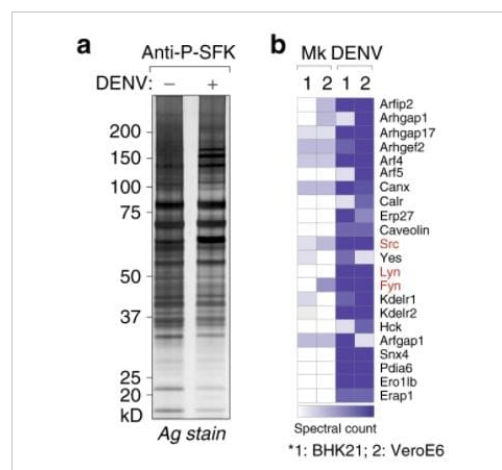 a
Anti-P-SFK
DENV: – +
200
150
100
75
50
37
25
20
kD
Ag stain
b
Mk DENV
1 2 1 2
Arfip2
Arhgap1
Arhgap17
Arhgef2
Arf4
Arf5
Canx
Calr
Erp27
Caveolin
Src
Yes
Lyn
Fyn
Kdelr1
Kdelr2
Hck
Arfgap1
Snx4
Pdia6
Ero1lb
Erap1
Spectral count
*1: BHK21; 2: VeroE6